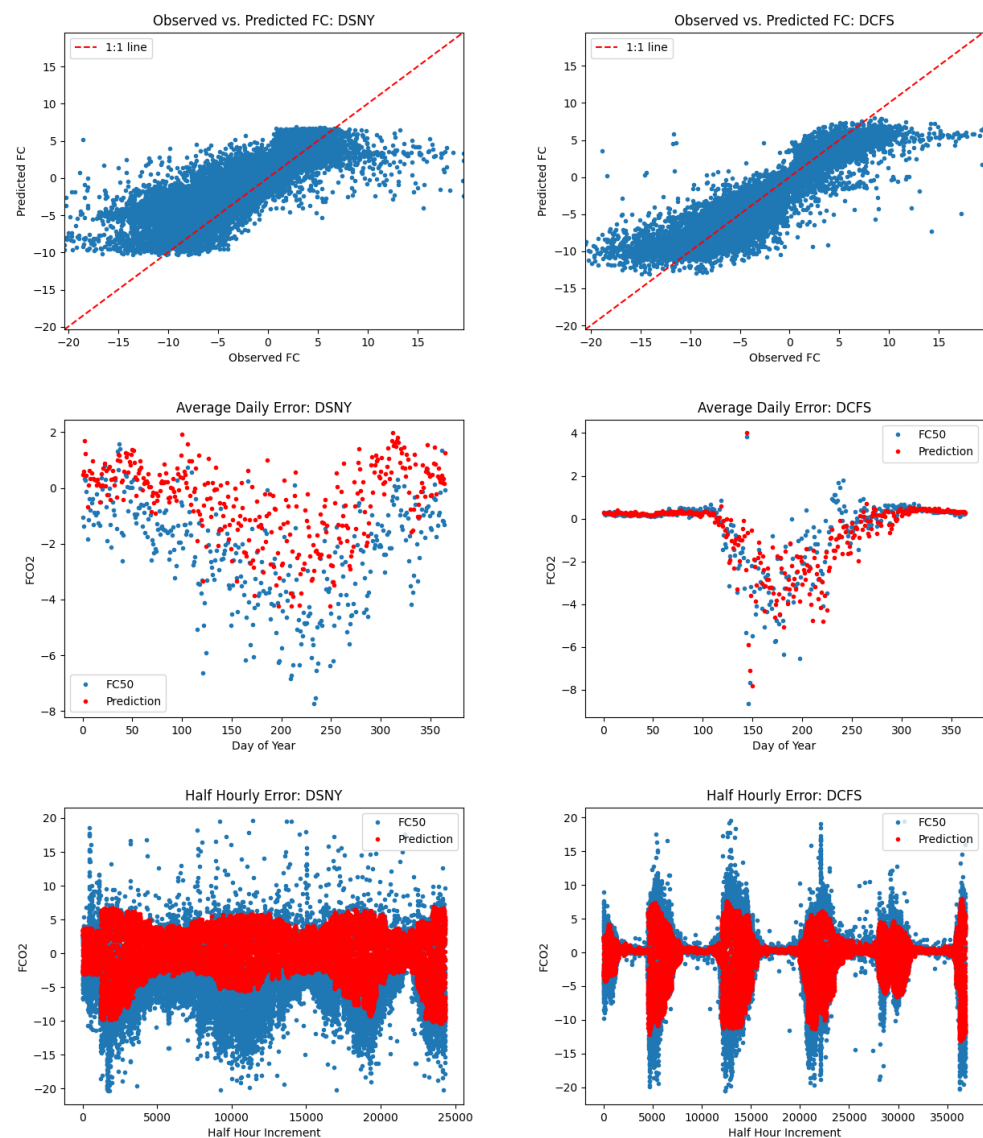 Observed vs. Predicted FC: DSNY
1:1 line
15
10
5
0
−5
−10
−15
−20
Predicted FC
−20 −15 −10 −5 0 5 10 15
Observed FC
Observed vs. Predicted FC: DCFS
1:1 line
15
10
5
0
−5
−10
−15
−20
Predicted FC
−20 −15 −10 −5 0 5 10 15
Observed FC
Average Daily Error: DSNY
2
0
−2
−4
−6
−8
FCO2
FC50
Prediction
0 50 100 150 200 250 300 350
Day of Year
Average Daily Error: DCFS
FC50
Prediction
4
2
0
−2
−4
−6
−8
FCO2
0 50 100 150 200 250 300 350
Day of Year
Half Hourly Error: DSNY
FC50
Prediction
20
15
10
5
0
−5
−10
−15
−20
FCO2
0 5000 10000 15000 20000 25000
Half Hour Increment
Half Hourly Error: DCFS
FC50
Prediction
20
15
10
5
0
−5
−10
−15
−20
FCO2
0 5000 10000 15000 20000 25000 30000 35000
Half Hour Increment